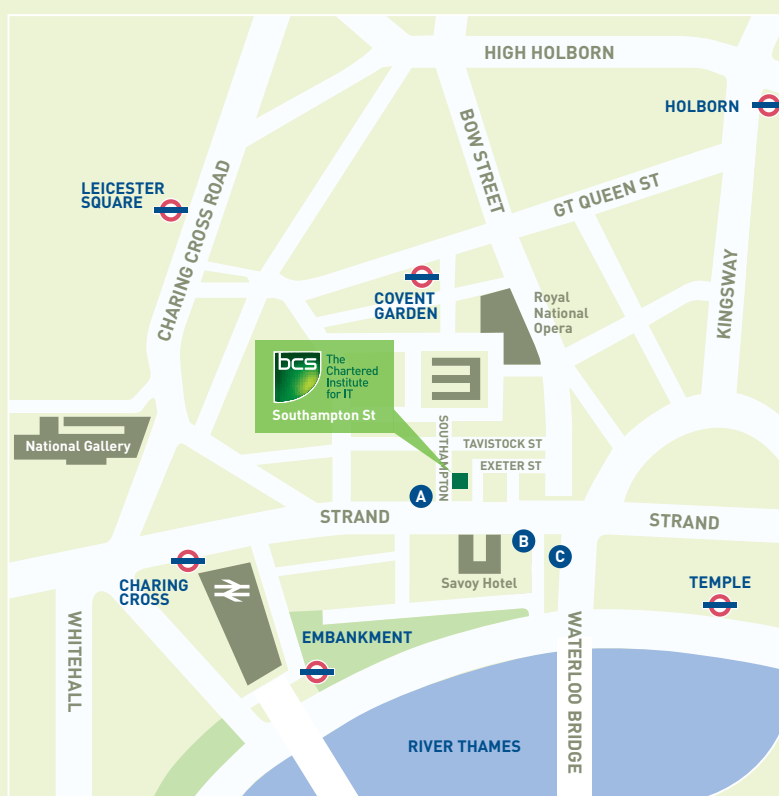 HIGH HOLBORN
HOLBORN
BOW STREET
LEICESTER
SQUARE
CHARING CROSS ROAD
GT QUEEN ST
KINGSWAY
COVENT
GARDEN
Royal
National
Opera
bcs
The
Chartered
Institute
for IT
Southampton St
SOUTHAMPTON
TAVISTOCK ST
EXETER ST
National Gallery
A
STRAND
STRAND
B
C
Savoy Hotel
CHARING
CROSS
TEMPLE
WHITEHALL
EMBANKMENT
WATERLOO BRIDGE
RIVER THAMES